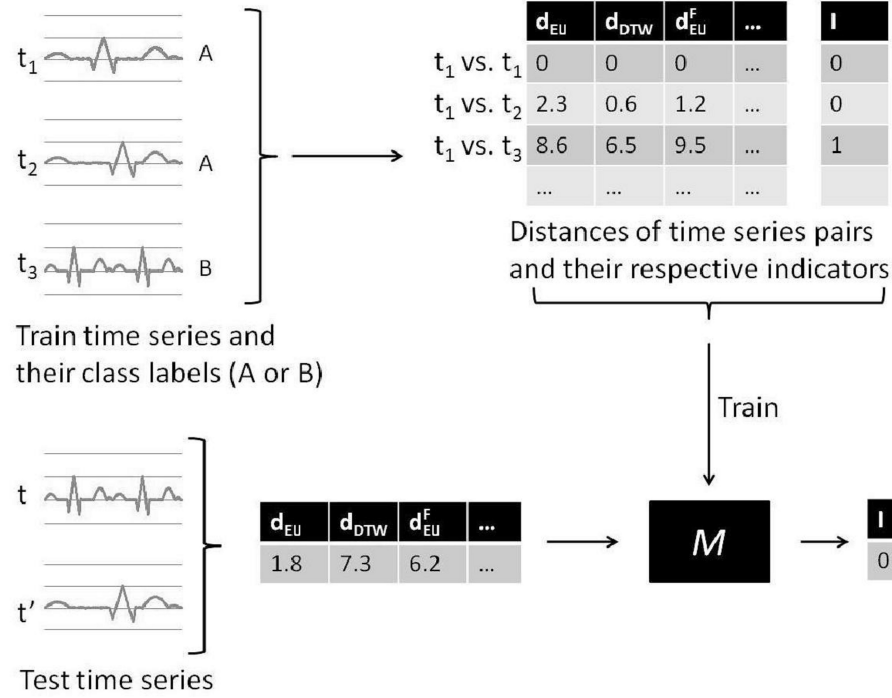 t1 A
t2 A
t3 B
Train time series and
their class labels (A or B)
dEU dDTW dFEU ... I
t1 vs. t1 0 0 0 ... 0
t1 vs. t2 2.3 0.6 1.2 ... 0
t1 vs. t3 8.6 6.5 9.5 ... 1
... ... ... ...
Distances of time series pairs
and their respective indicators
Train
t
t'
Test time series
dEU dDTW dFEU ...
1.8 7.3 6.2 ...
M
I
0